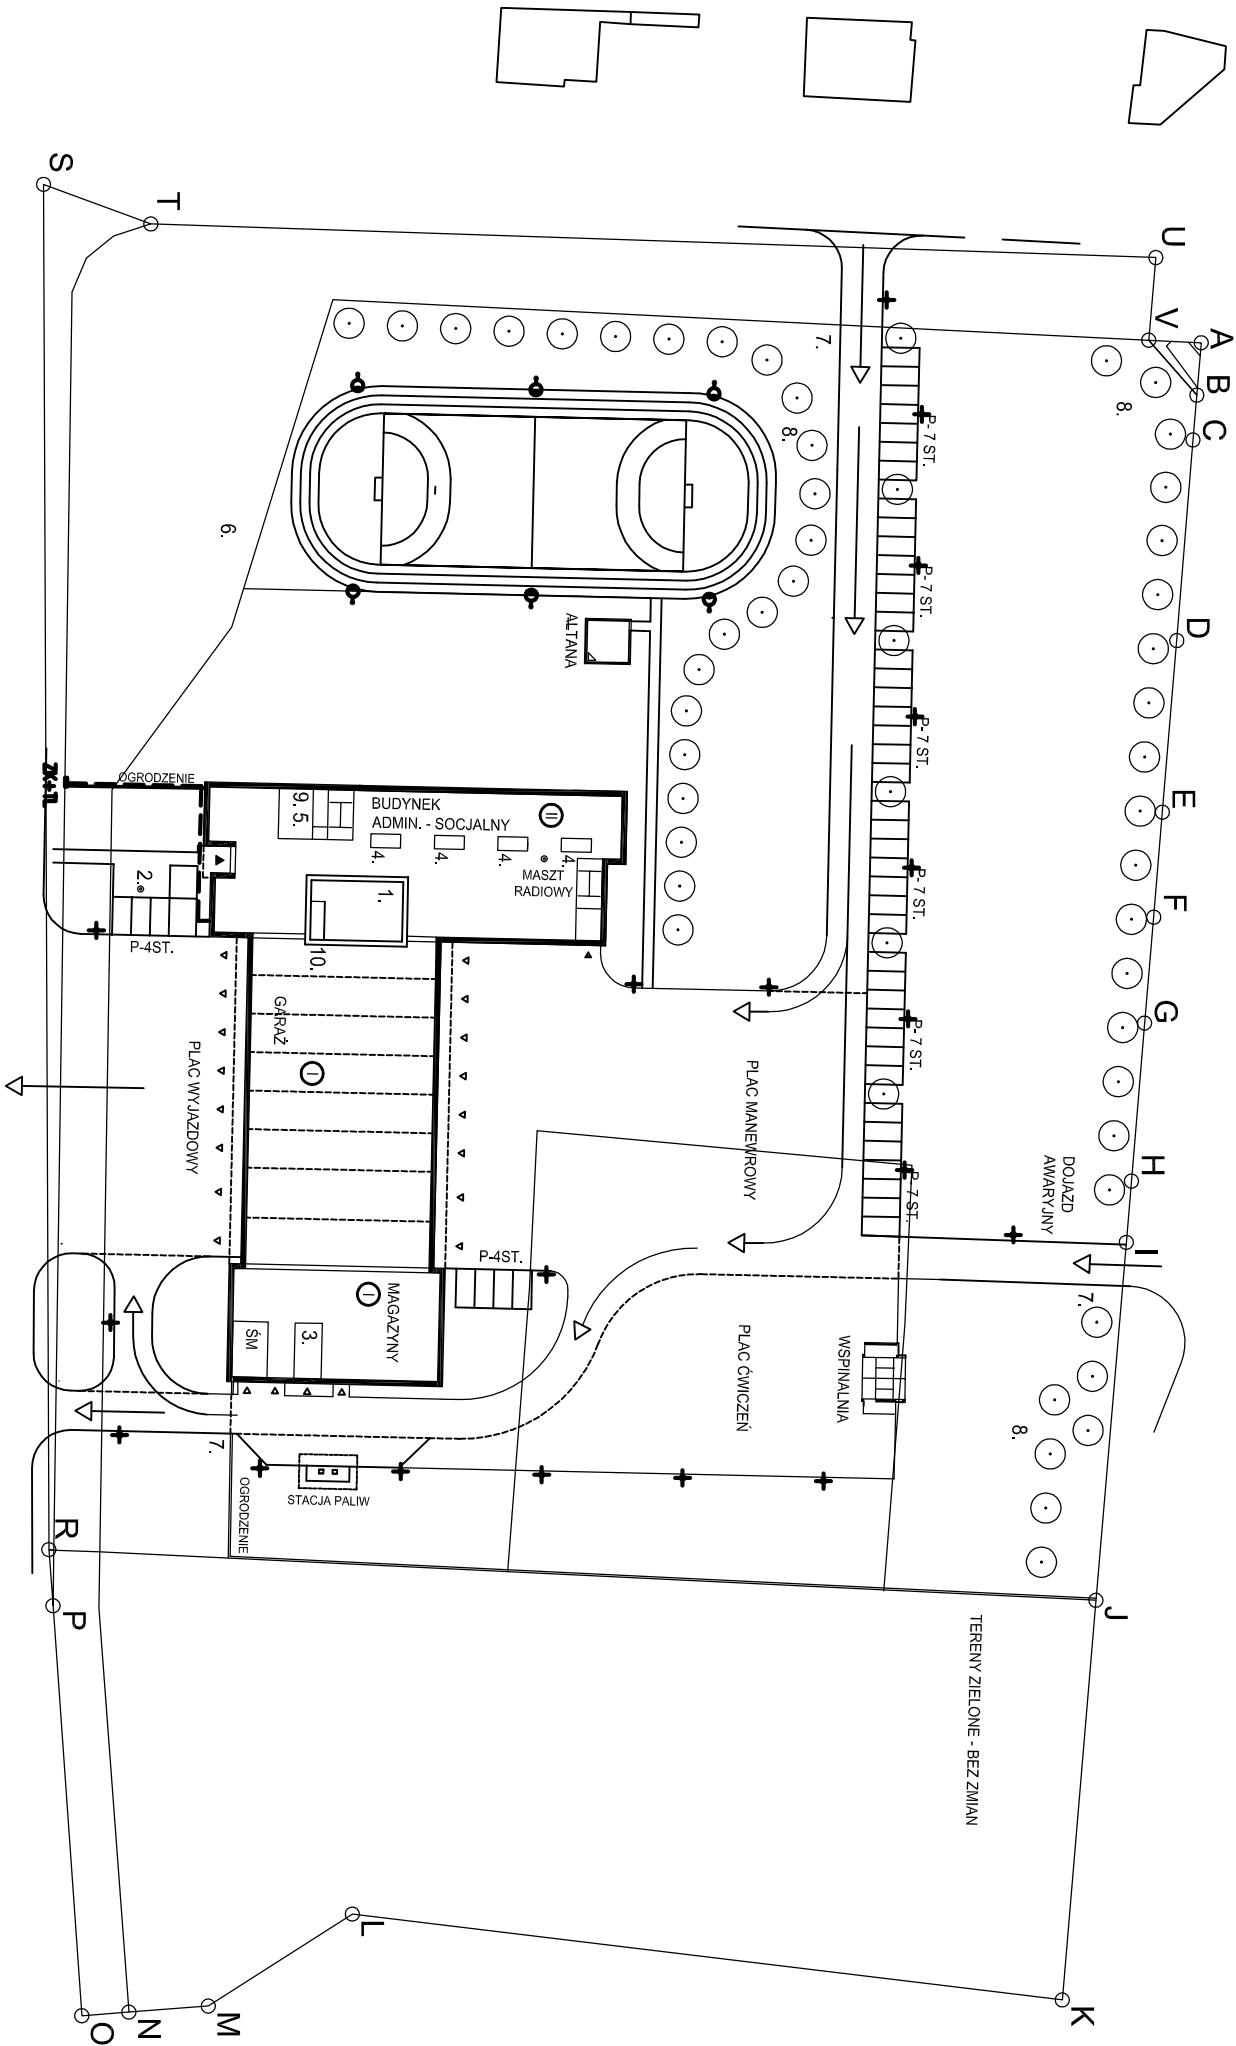 S
T
U
V
A
B
C
D
E
F
G
H
I
J
K
L
M
N
O
P
R
7.
8.
8.
P- 7 ST.
P- 7 ST.
P- 7 ST.
P- 7 ST.
P- 7 ST.
P- 7 ST.
6.
ALTANA
OGRODZENIE
9. 5.
BUDYNEK
ADMIN. - SOCJALNY
II
4.
4.
4.
4.
MASZT
RADIOWY
2.
P-4ST.
1.
10.
GARAŻ
I
PLAC WYJAZDOWY
PLAC MANEWROWY
DOJAZD
AWARYJNY
7.
P-4ST.
MAGAZYNY
I
ŚM
3.
PLAC ĆWICZEŃ
WSPINALNIA
8.
7.
OGRODZENIE
STACJA PALIW
TERENY ZIELONE - BEZ ZMIAN